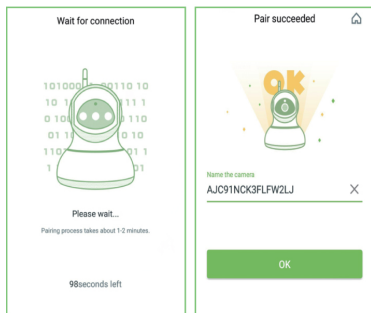 Wait for connection
Please wait...
Pairing process takes about 1-2 minutes.
98seconds left
Pair succeeded
OK
Name the camera
AJC91NCK3FLFW2LJ
OK